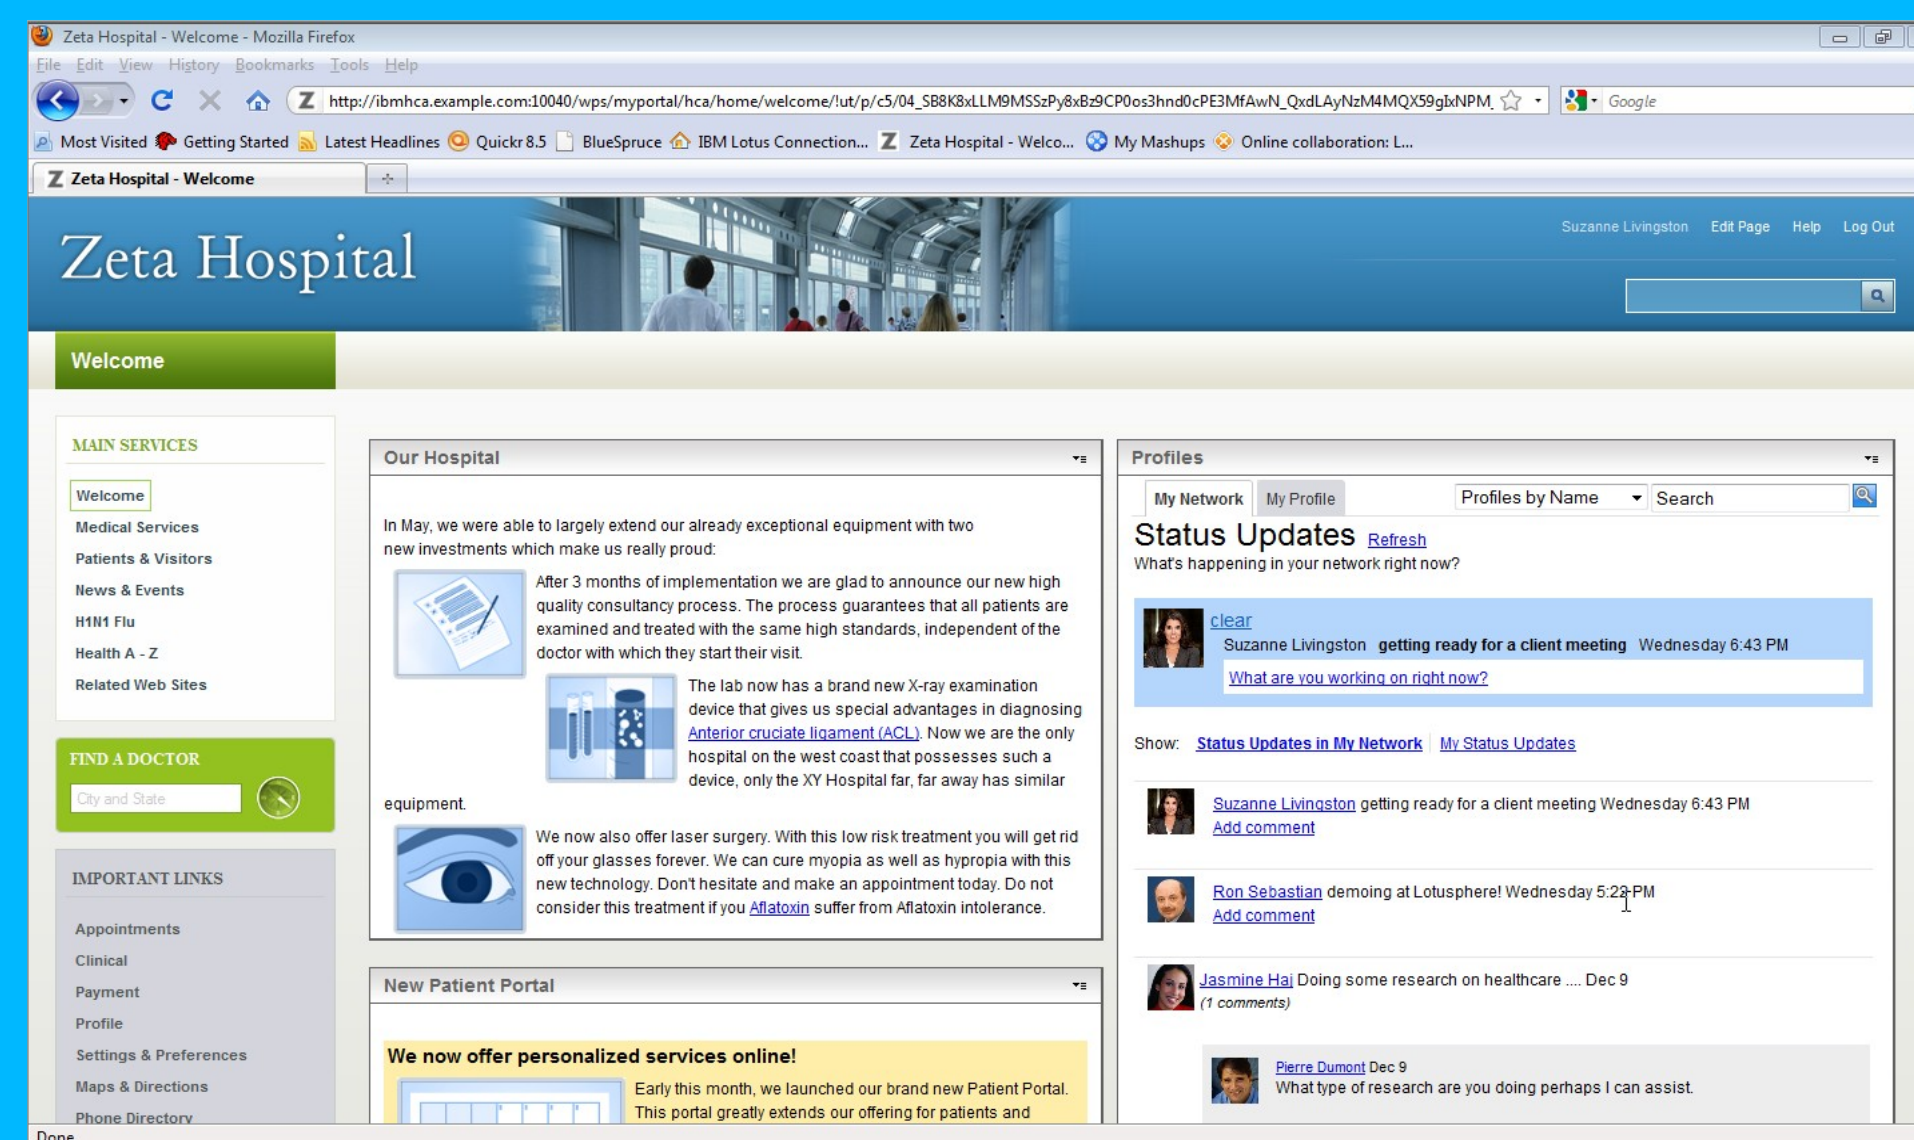 Zeta Hospital - Welcome - Mozilla Firefox
File Edit View History Bookmarks Tools Help
Z http://ibmhca.example.com:10040/wps/myportal/hca/home/welcome/!ut/p/c5/04_SB8K8xLLM9MSSzPy8xBz9CP0os3hnd0cPE3MfAwN_QxdLAyNzM4MQX59gIxNPM_ Google
Most Visited Getting Started Latest Headlines Quickr 8.5 BlueSpruce IBM Lotus Connection... Z Zeta Hospital - Welco... My Mashups Online collaboration: L...
Z Zeta Hospital - Welcome
Suzanne Livingston Edit Page Help Log Out
Zeta Hospital
Welcome
MAIN SERVICES
Welcome
Medical Services
Patients & Visitors
News & Events
H1N1 Flu
Health A - Z
Related Web Sites
FIND A DOCTOR
City and State
IMPORTANT LINKS
Appointments
Clinical
Payment
Profile
Settings & Preferences
Maps & Directions
Phone Directory
Our Hospital
In May, we were able to largely extend our already exceptional equipment with two
new investments which make us really proud:
After 3 months of implementation we are glad to announce our new high
quality consultancy process. The process guarantees that all patients are
examined and treated with the same high standards, independent of the
doctor with which they start their visit.
The lab now has a brand new X-ray examination
device that gives us special advantages in diagnosing
Anterior cruciate ligament (ACL). Now we are the only
hospital on the west coast that possesses such a
device, only the XY Hospital far, far away has similar
equipment.
We now also offer laser surgery. With this low risk treatment you will get rid
off your glasses forever. We can cure myopia as well as hypropia with this
new technology. Don't hesitate and make an appointment today. Do not
consider this treatment if you Aflatoxin suffer from Aflatoxin intolerance.
New Patient Portal
We now offer personalized services online!
Early this month, we launched our brand new Patient Portal.
This portal greatly extends our offering for patients and
Profiles
My Network My Profile Profiles by Name Search
Status Updates Refresh
What's happening in your network right now?
clear
Suzanne Livingston getting ready for a client meeting Wednesday 6:43 PM
What are you working on right now?
Show: Status Updates in My Network My Status Updates
Suzanne Livingston getting ready for a client meeting Wednesday 6:43 PM
Add comment
Ron Sebastian demoing at Lotusphere! Wednesday 5:22 PM
Add comment
Jasmine Haj Doing some research on healthcare .... Dec 9
(1 comments)
Pierre Dumont Dec 9
What type of research are you doing perhaps I can assist.
Done